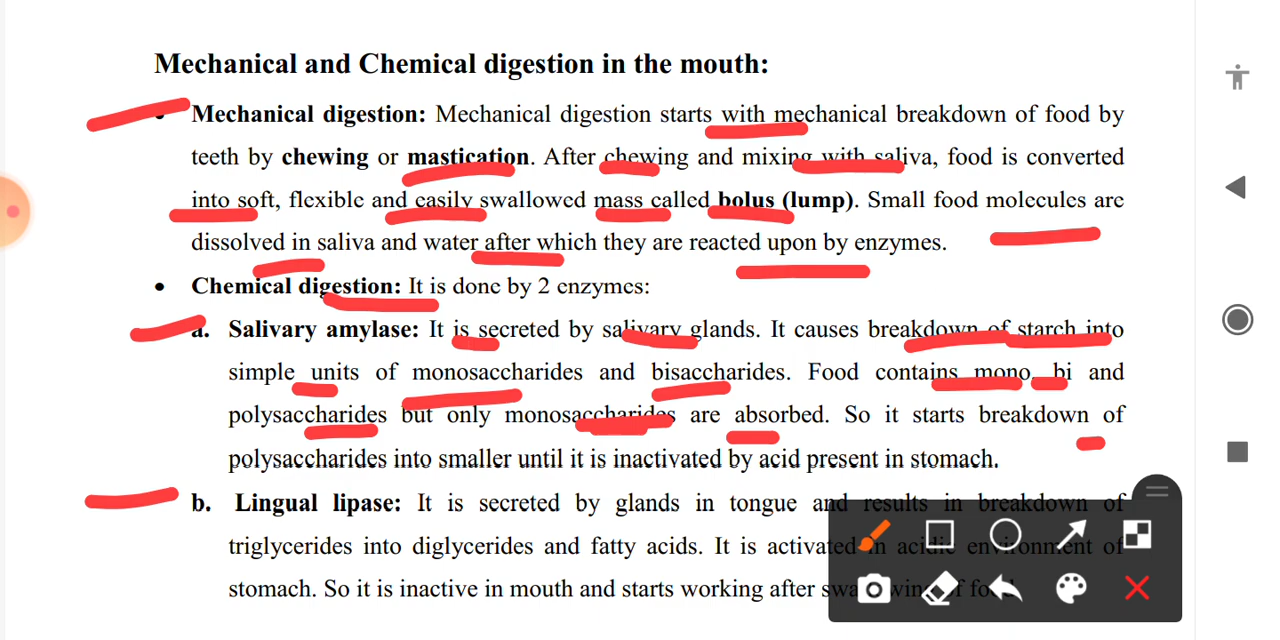 Mechanical and Chemical digestion in the mouth:
• Mechanical digestion: Mechanical digestion starts with mechanical breakdown of food by
teeth by chewing or mastication. After chewing and mixing with saliva, food is converted
into soft, flexible and easily swallowed mass called bolus (lump). Small food molecules are
dissolved in saliva and water after which they are reacted upon by enzymes.
• Chemical digestion: It is done by 2 enzymes:
a. Salivary amylase: It is secreted by salivary glands. It causes breakdown of starch into
simple units of monosaccharides and bisaccharides. Food contains mono, bi and
polysaccharides but only monosaccharides are absorbed. So it starts breakdown of
polysaccharides into smaller until it is inactivated by acid present in stomach.
b. Lingual lipase: It is secreted by glands in tongue and results in breakdown of
triglycerides into diglycerides and fatty acids. It is activated in acidic environment of
stomach. So it is inactive in mouth and starts working after swallowing of